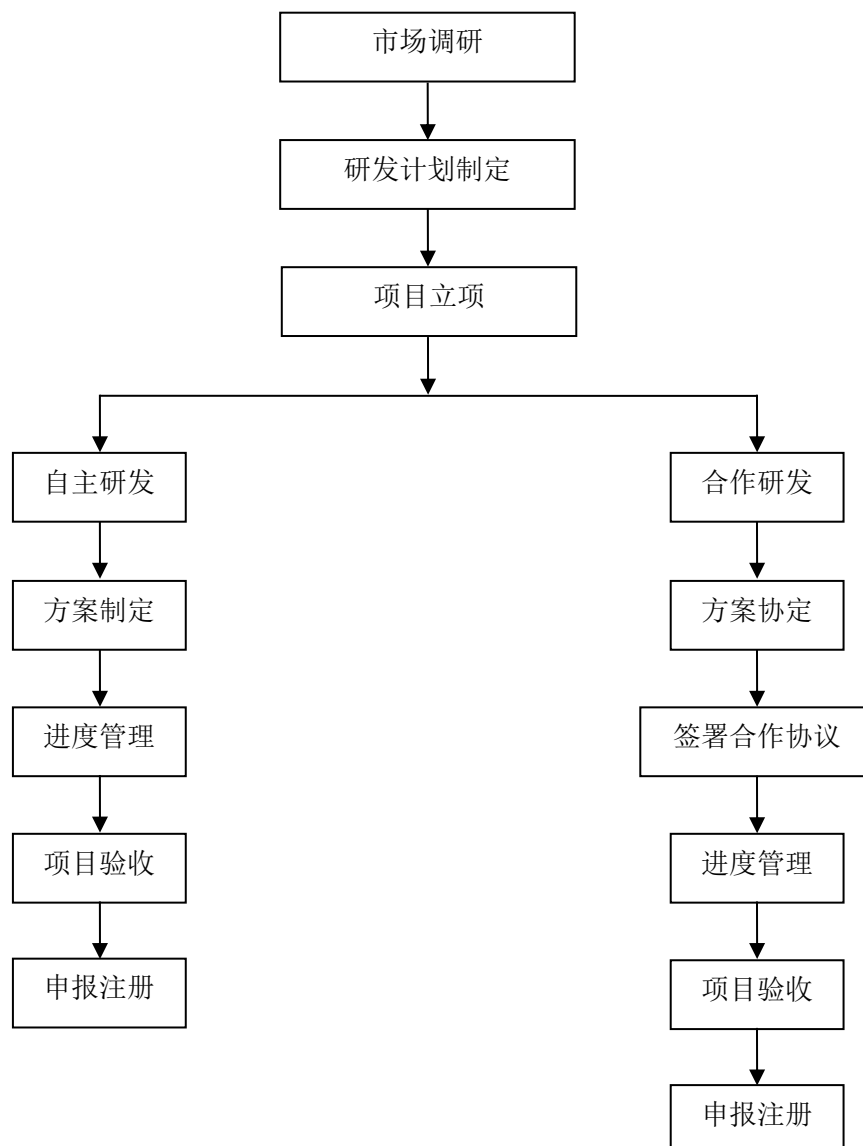 市场调研
研发计划制定
项目立项
自主研发
合作研发
方案制定
方案协定
进度管理
签署合作协议
项目验收
进度管理
申报注册
项目验收
申报注册